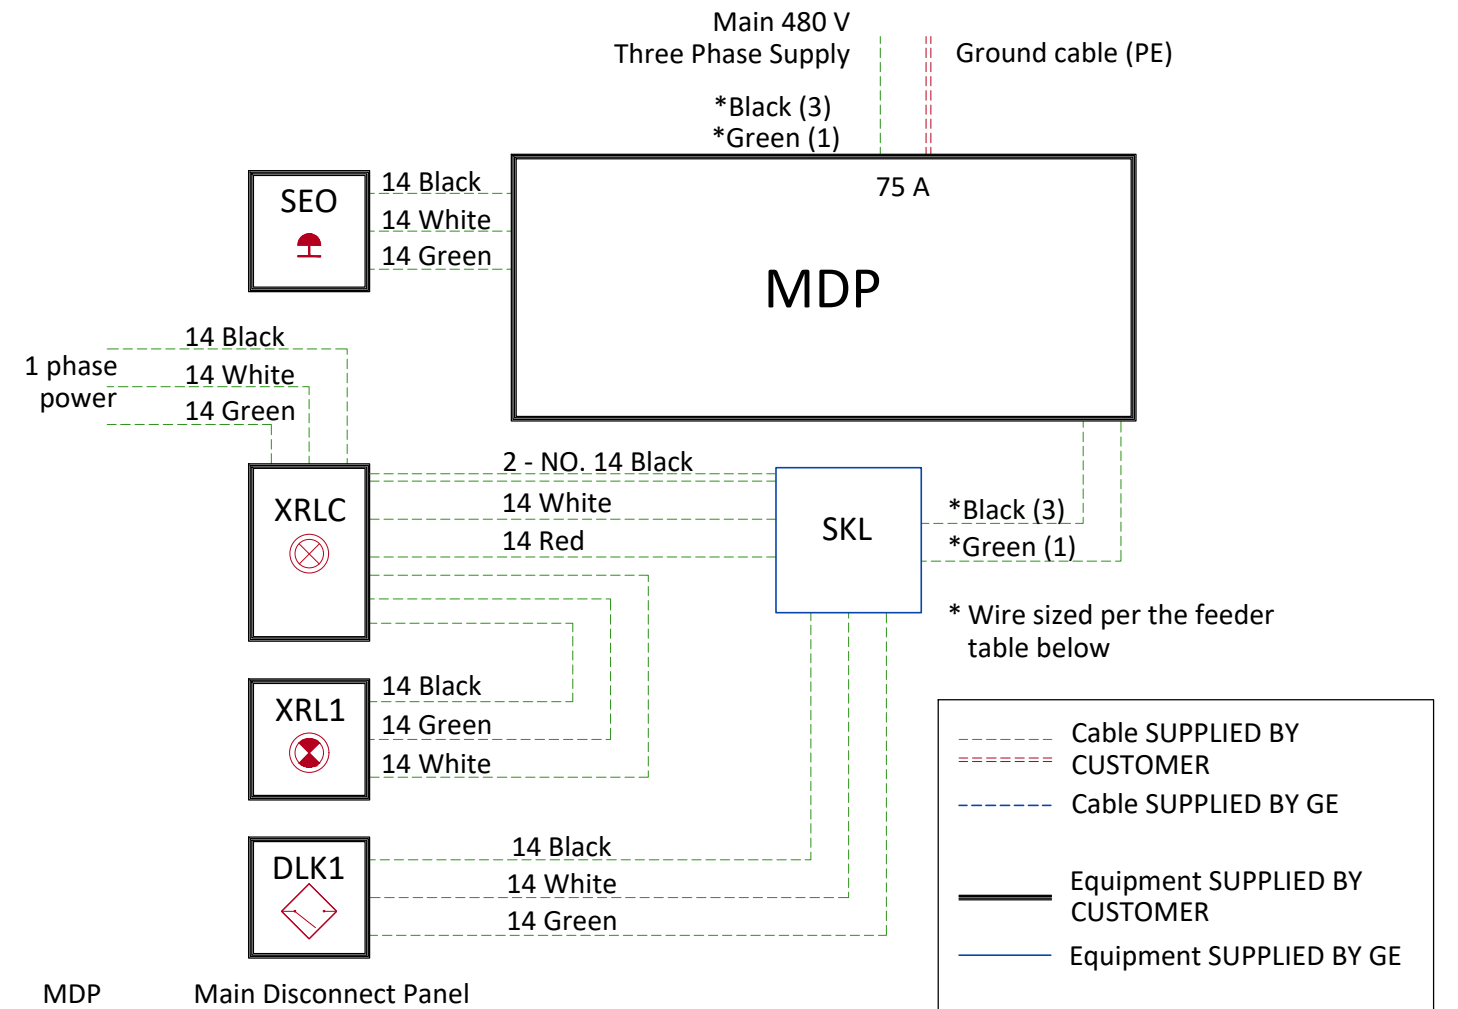 Main 480 V
Three Phase Supply
Ground cable (PE)
*Black (3)
*Green (1)
75 A
MDP
SEO
14 Black
14 White
14 Green
1 phase
power
14 Black
14 White
14 Green
XRLC
2 - NO. 14 Black
14 White
14 Red
SKL
*Black (3)
*Green (1)
* Wire sized per the feeder
table below
XRL1
14 Black
14 Green
14 White
DLK1
14 Black
14 White
14 Green
Cable SUPPLIED BY
CUSTOMER
Cable SUPPLIED BY GE
Equipment SUPPLIED BY
CUSTOMER
Equipment SUPPLIED BY GE
MDP Main Disconnect Panel